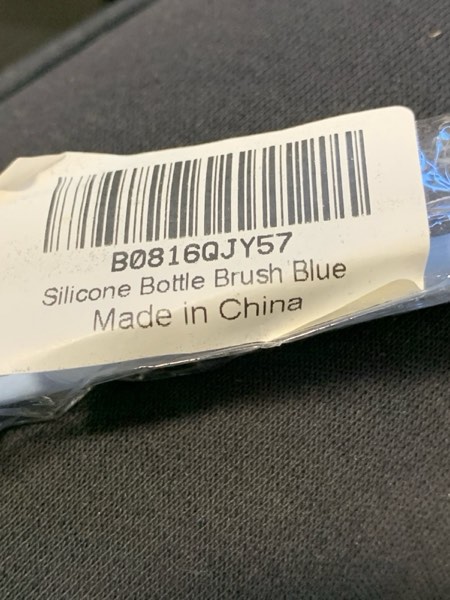 B0816QJY57
Silicone Bottle Brush Blue
Made in China